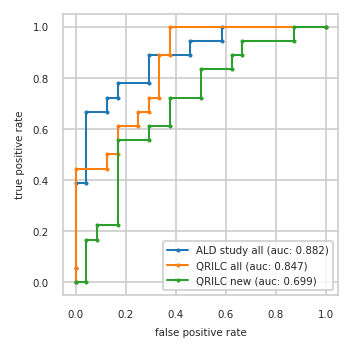 1.0
0.8
0.6
0.4
0.2
0.0
true positive rate
ALD study all (auc: 0.882)
QRILC all (auc: 0.847)
QRILC new (auc: 0.699)
0.0 0.2 0.4 0.6 0.8 1.0
false positive rate